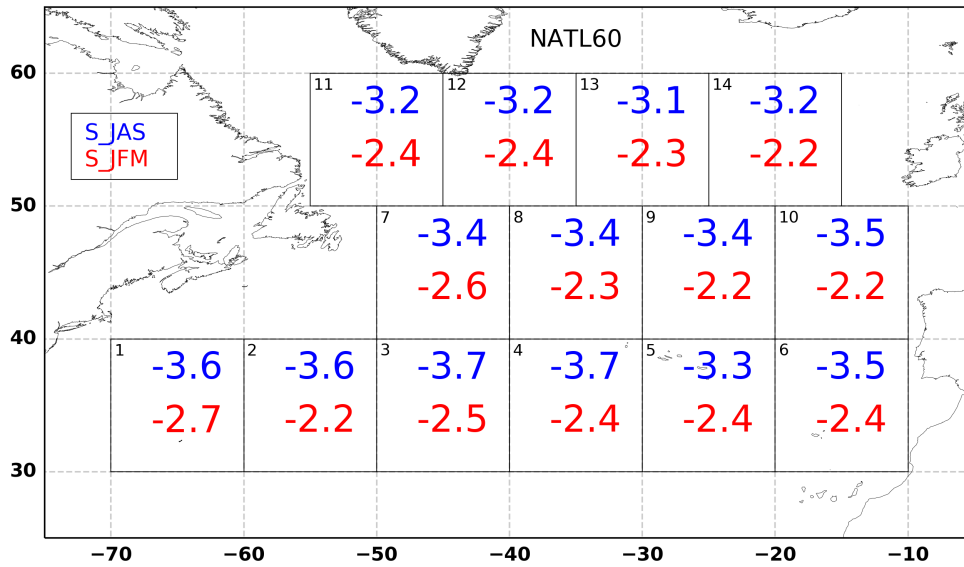 NATL60
60
11 12 13 14
-3.2 -3.2 -3.1 -3.2
S_JAS
S_JFM
-2.4 -2.4 -2.3 -2.2
50
7 8 9 10
-3.4 -3.4 -3.4 -3.5
-2.6 -2.3 -2.2 -2.2
40
1 2 3 4 5 6
-3.6 -3.6 -3.7 -3.7 -3.3 -3.5
-2.7 -2.2 -2.5 -2.4 -2.4 -2.4
30
−70 −60 −50 −40 −30 −20 −10